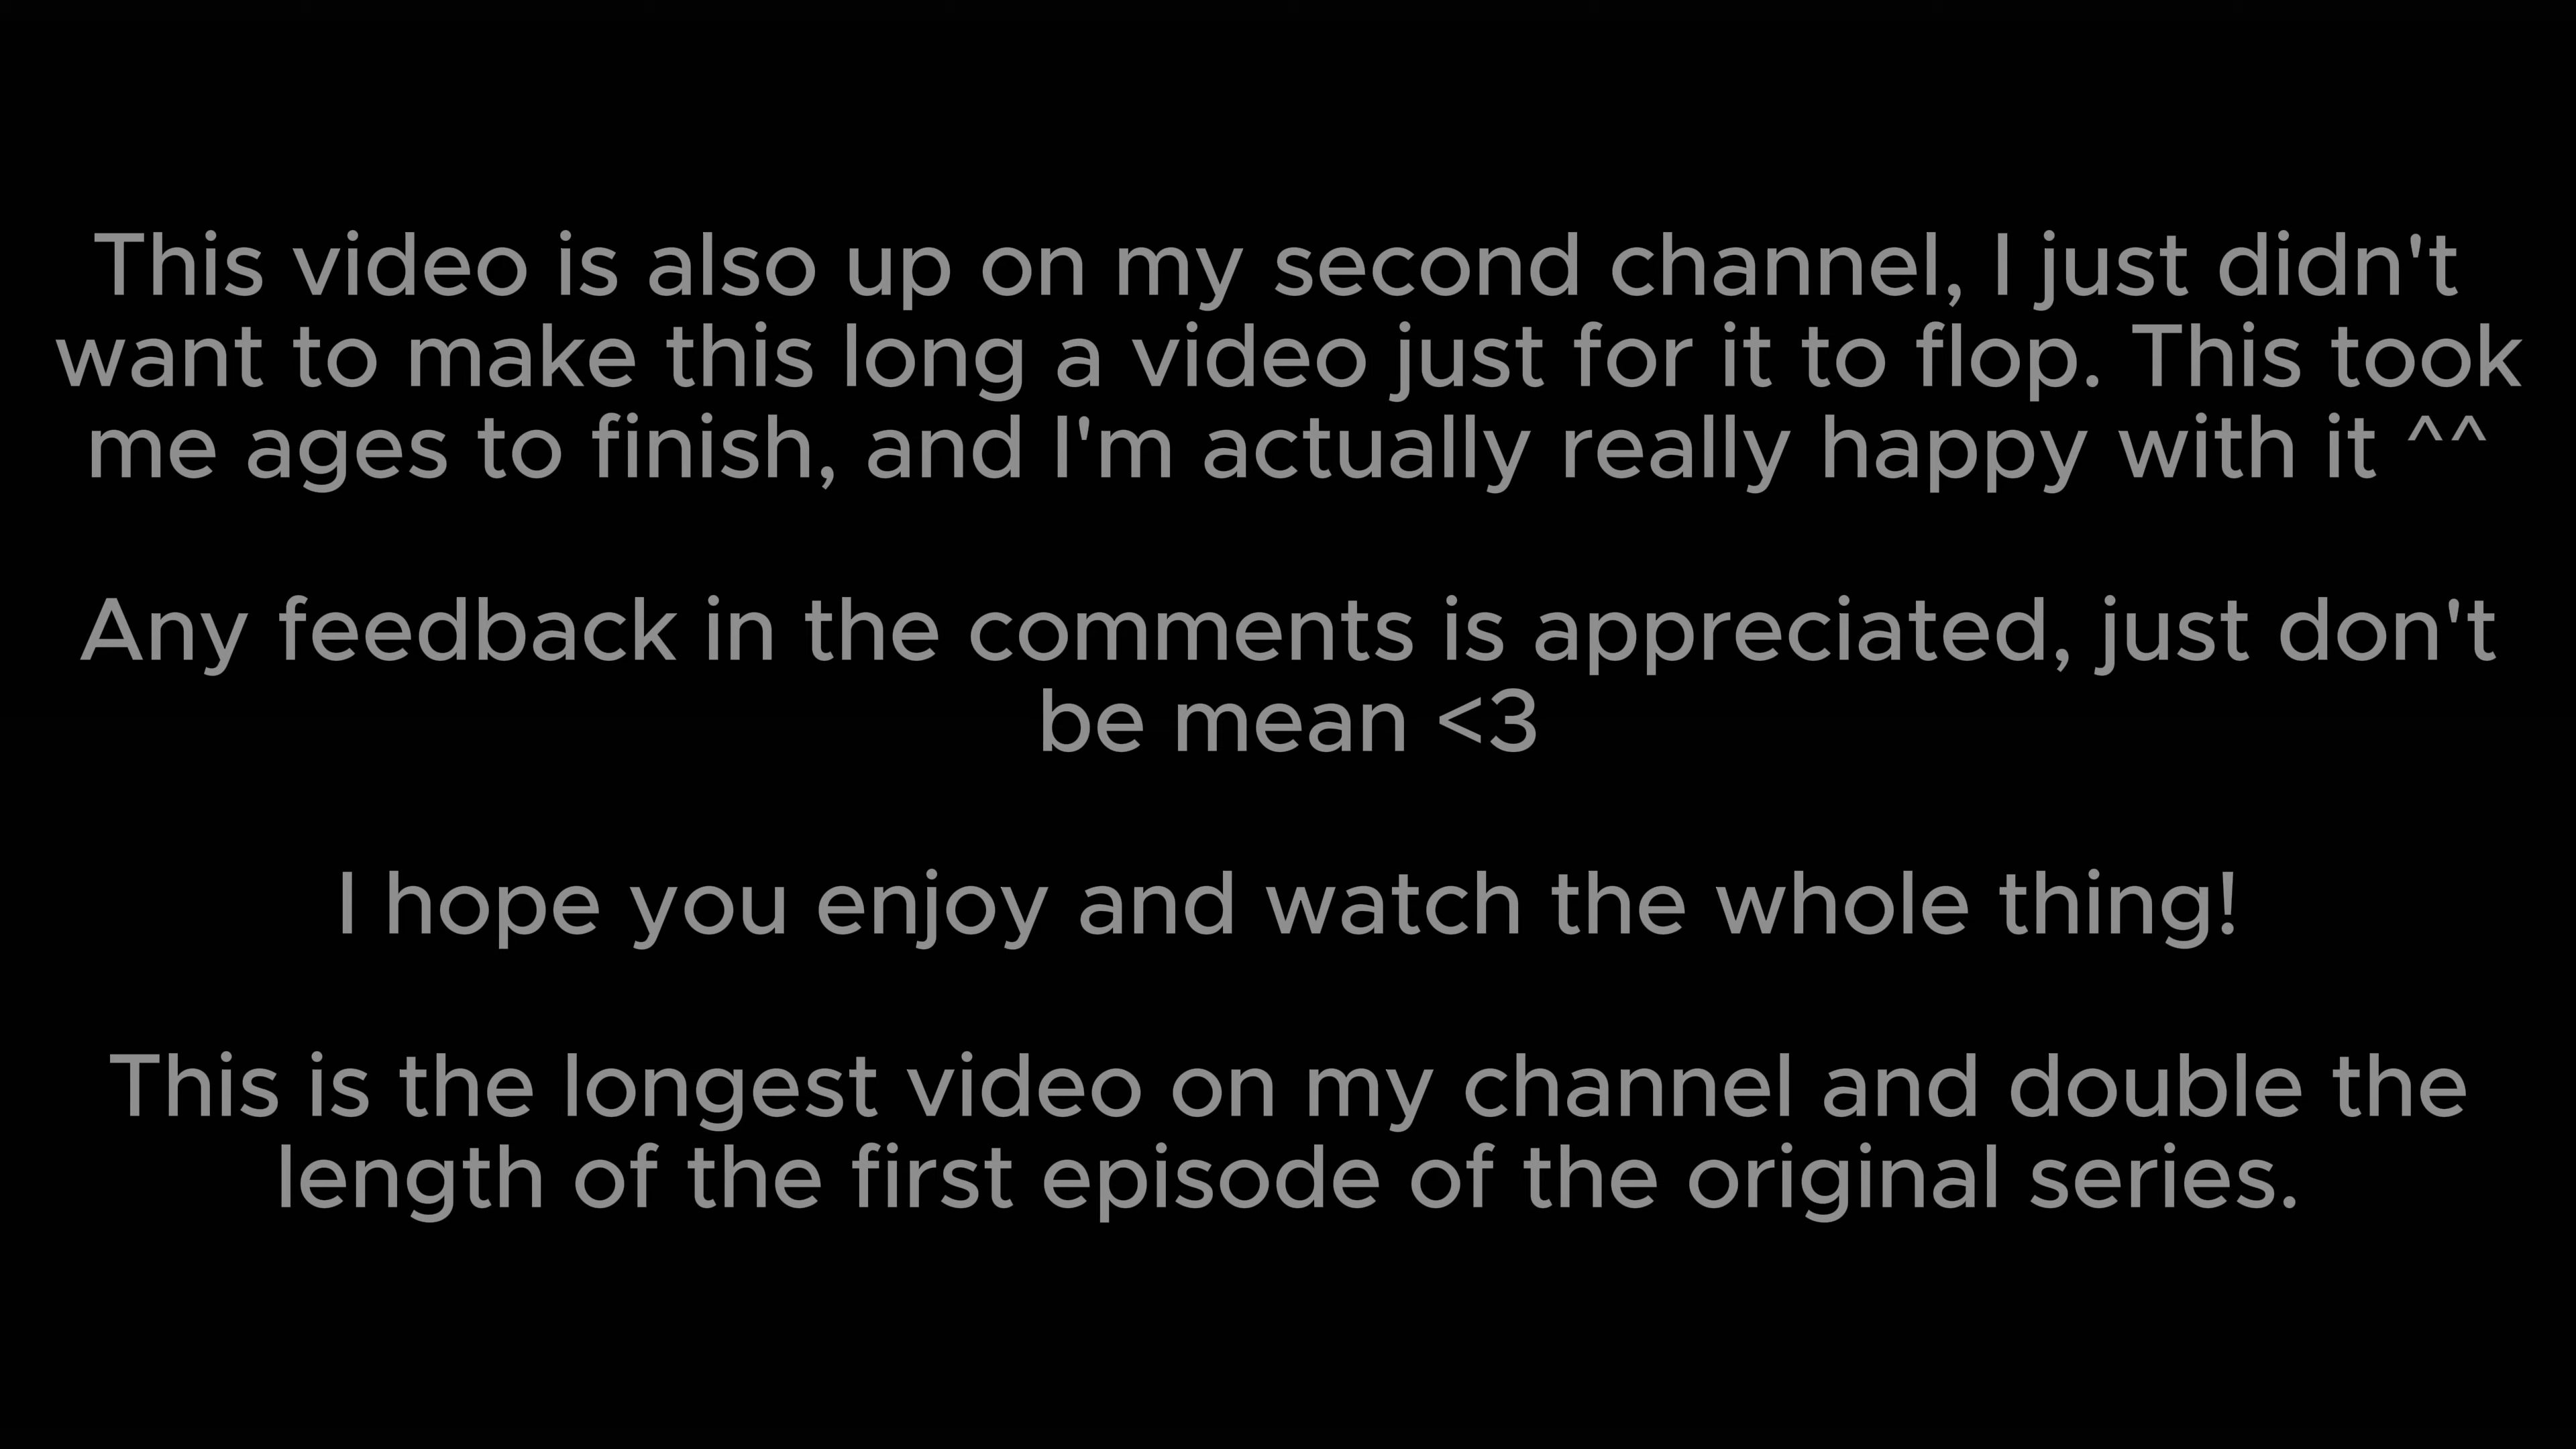 This video is also up on my second channel, I just didn't
want to make this long a video just for it to flop. This took
me ages to finish, and I'm actually really happy with it ^^
Any feedback in the comments is appreciated, just don't
be mean <3
I hope you enjoy and watch the whole thing!
This is the longest video on my channel and double the
length of the first episode of the original series.